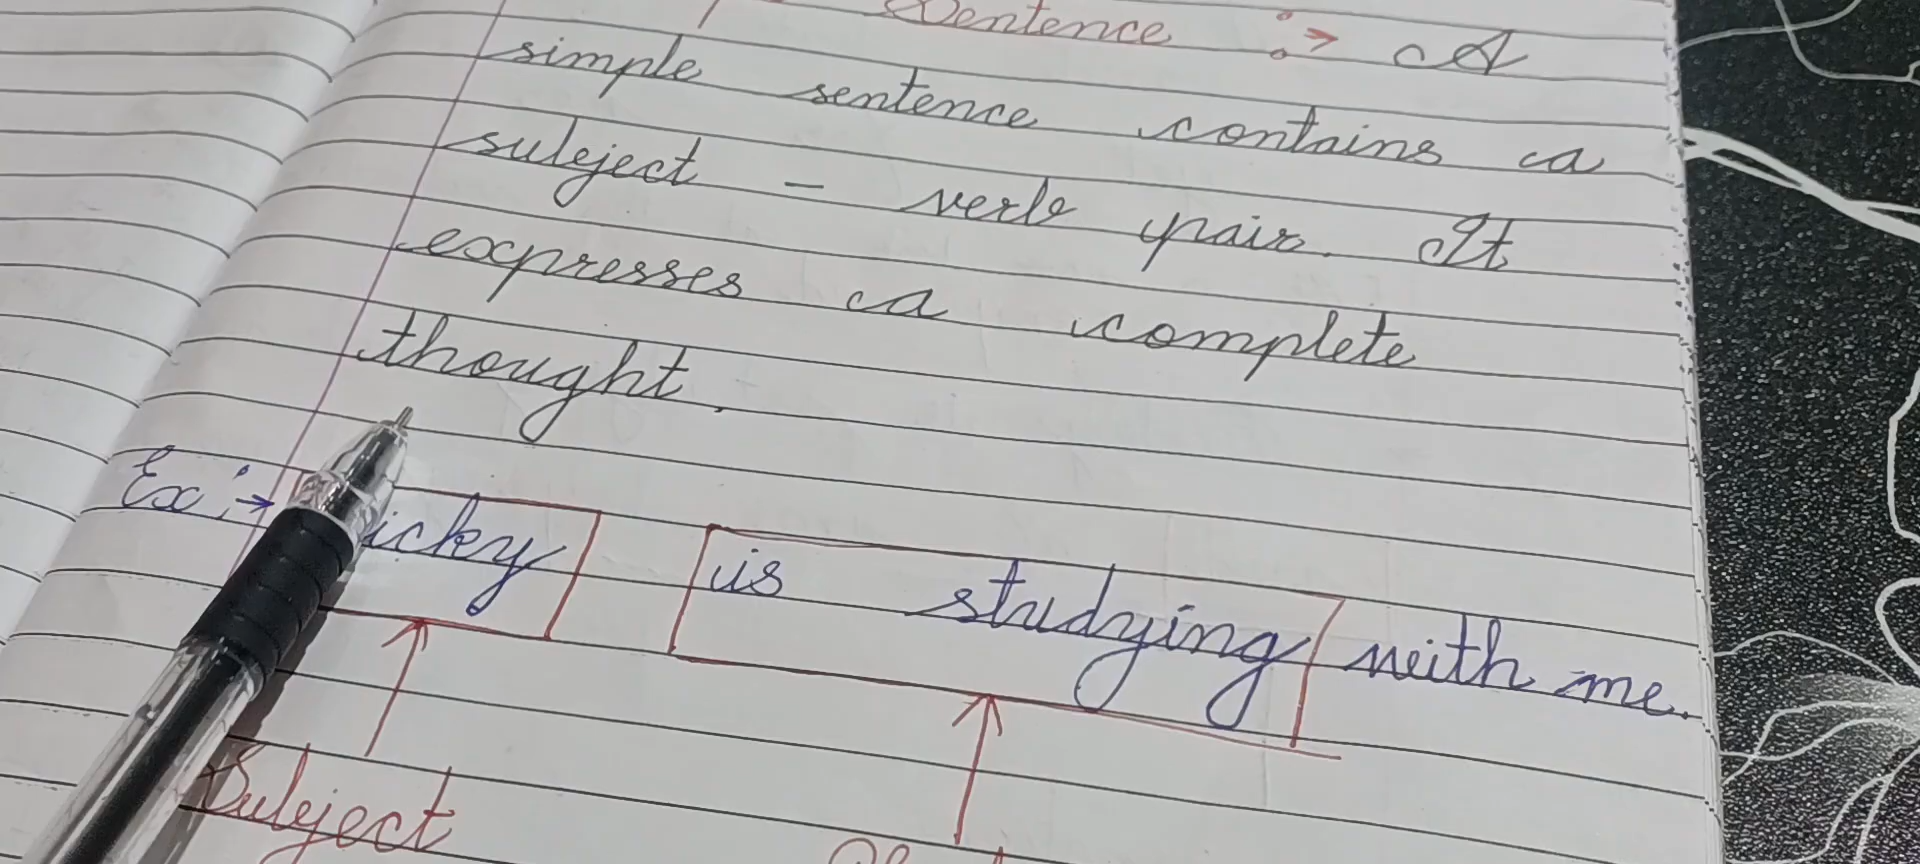 Sentence :→ A
simple sentence contains a
subject - verb pair. It
expresses a complete
thought.
Ex :→ icky is studying with me.
Subject